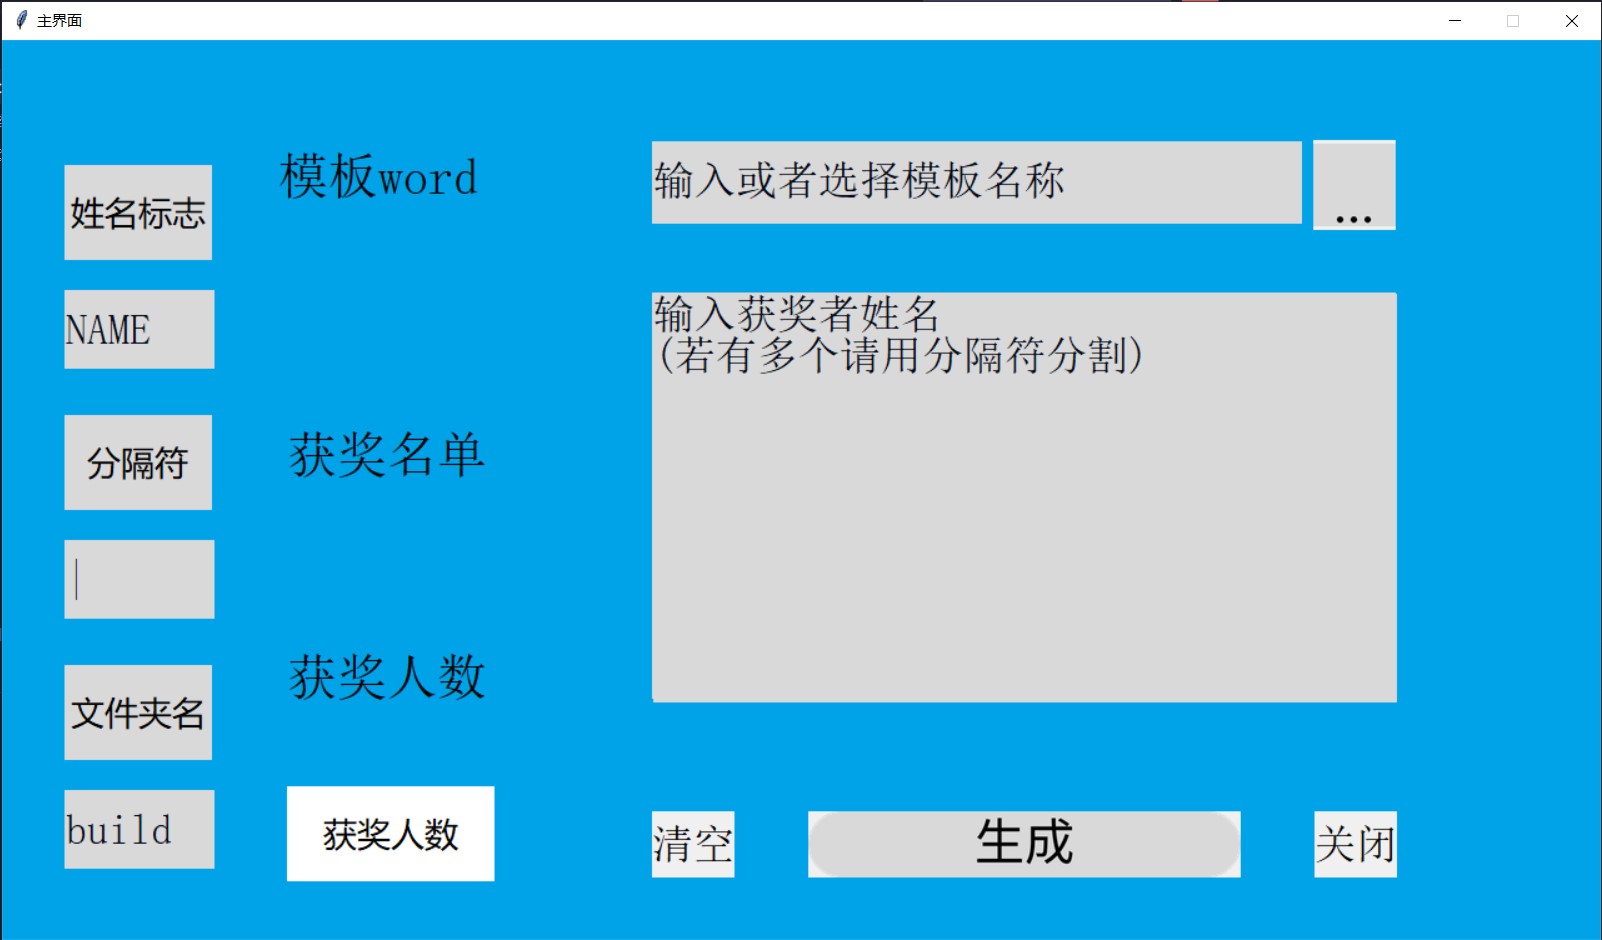 主界面
模板word
输入或者选择模板名称
...
姓名标志
NAME
输入获奖者姓名
(若有多个请用分隔符分割)
分隔符
获奖名单
|
文件夹名
获奖人数
build
获奖人数
清空
生成
关闭